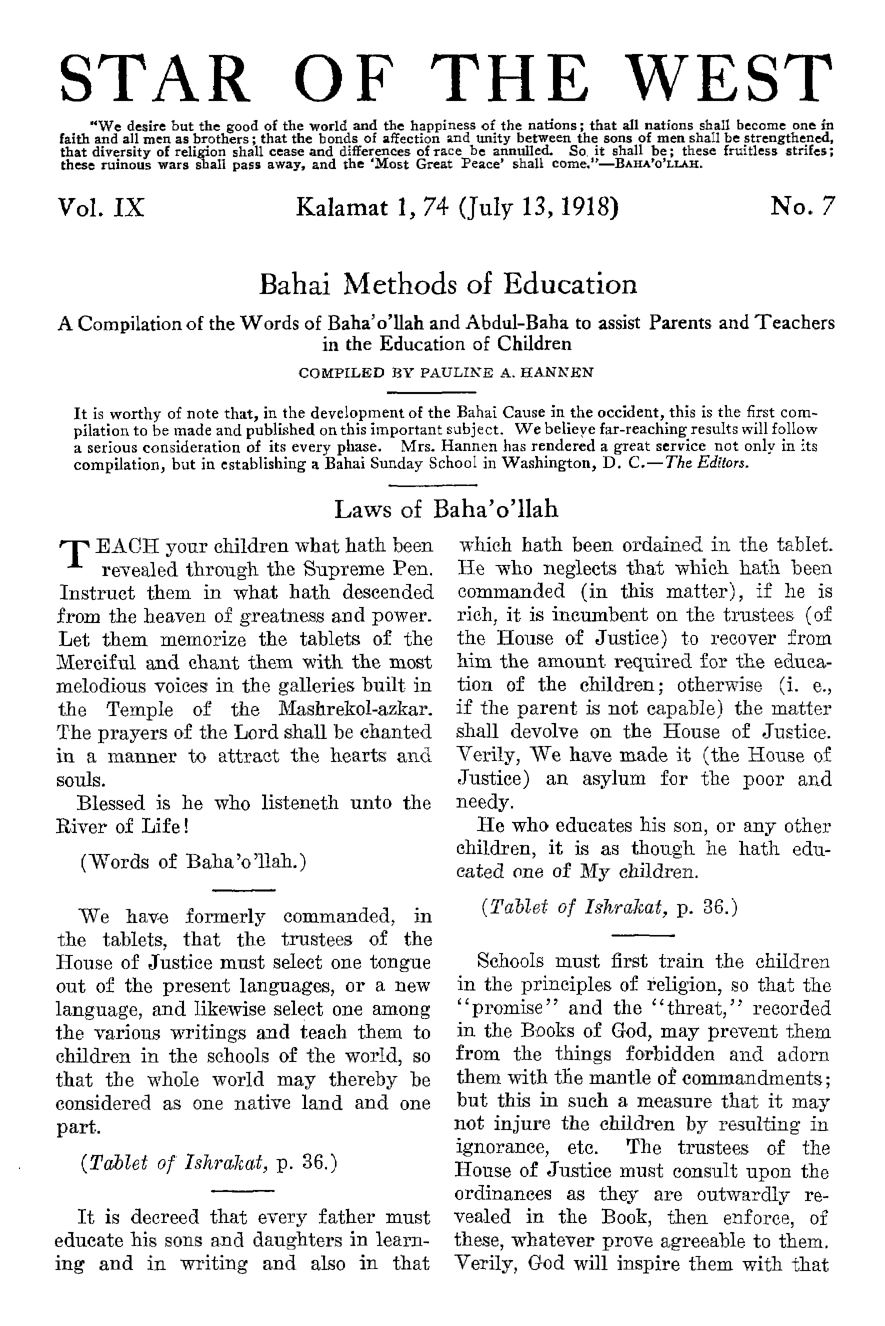 STAR OF THE WEST
"We desire but the good of the world and the happiness of the nations; that all nations shall become one in
faith and all men as brothers; that the bonds of affection and unity between the sons of men shall be strengthened,
that diversity of religion shall cease and differences of race be annulled. So it shall be; these fruitless strifes;
these ruinous wars shall pass away, and the 'Most Great Peace' shall come."—BAHA'O'LLAH.
Vol. IX Kalamat 1, 74 (July 13, 1918) No. 7
Bahai Methods of Education
A Compilation of the Words of Baha'o'llah and Abdul-Baha to assist Parents and Teachers
in the Education of Children
COMPILED BY PAULINE A. HANNEN
It is worthy of note that, in the development of the Bahai Cause in the occident, this is the first com-
pilation to be made and published on this important subject. We believe far-reaching results will follow
a serious consideration of its every phase. Mrs. Hannen has rendered a great service not only in its
compilation, but in establishing a Bahai Sunday School in Washington, D. C.—The Editors.
Laws of Baha'o'llah
TEACH your children what hath been
revealed through the Supreme Pen.
Instruct them in what hath descended
from the heaven of greatness and power.
Let them memorize the tablets of the
Merciful and chant them with the most
melodious voices in the galleries built in
the Temple of the Mashrekol-azkar.
The prayers of the Lord shall be chanted
in a manner to attract the hearts and
souls.
Blessed is he who listeneth unto the
River of Life!
(Words of Baha'o'llah.)
We have formerly commanded, in
the tablets, that the trustees of the
House of Justice must select one tongue
out of the present languages, or a new
language, and likewise select one among
the various writings and teach them to
children in the schools of the world, so
that the whole world may thereby be
considered as one native land and one
part.
(Tablet of Ishrakat, p. 36.)
It is decreed that every father must
educate his sons and daughters in learn-
ing and in writing and also in that
which hath been ordained in the tablet.
He who neglects that which hath been
commanded (in this matter), if he is
rich, it is incumbent on the trustees (of
the House of Justice) to recover from
him the amount required for the educa-
tion of the children; otherwise (i. e.,
if the parent is not capable) the matter
shall devolve on the House of Justice.
Verily, We have made it (the House of
Justice) an asylum for the poor and
needy.
He who educates his son, or any other
children, it is as though he hath edu-
cated one of My children.
(Tablet of Ishrakat, p. 36.)
Schools must first train the children
in the principles of religion, so that the
"promise" and the "threat," recorded
in the Books of God, may prevent them
from the things forbidden and adorn
them with the mantle of commandments;
but this in such a measure that it may
not injure the children by resulting in
ignorance, etc. The trustees of the
House of Justice must consult upon the
ordinances as they are outwardly re-
vealed in the Book, then enforce, of
these, whatever prove agreeable to them.
Verily, God will inspire them with that